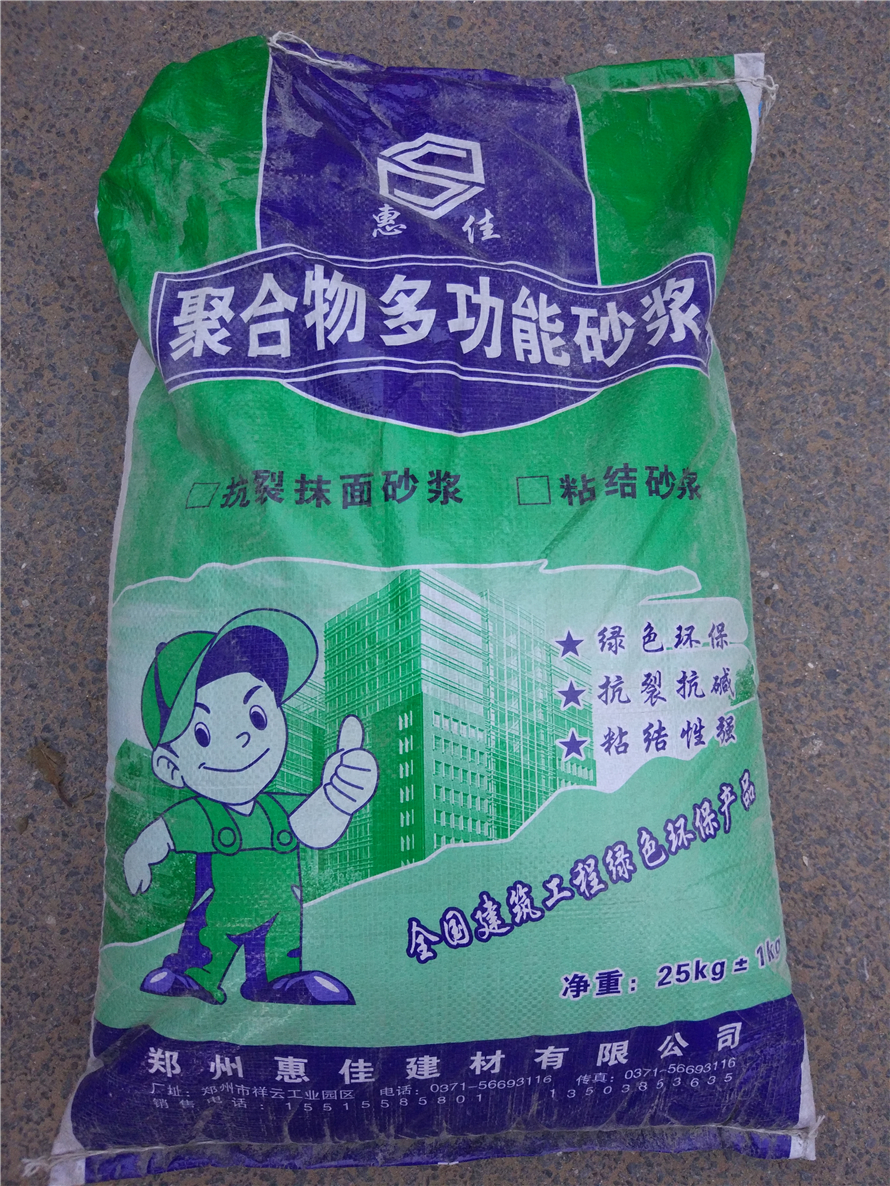 惠佳
聚合物多功能砂浆
□抗裂抹面砂浆 □粘结砂浆
★绿色环保
★抗裂抗碱
★粘结性强
全国建筑工程绿色环保产品
净重：25kg±1kg
郑州惠佳建材有限公司
厂址：郑州市祥云工业园区 电话：0371-56693116 传真：0371-56693116
销售电话：15515585801 13503853635